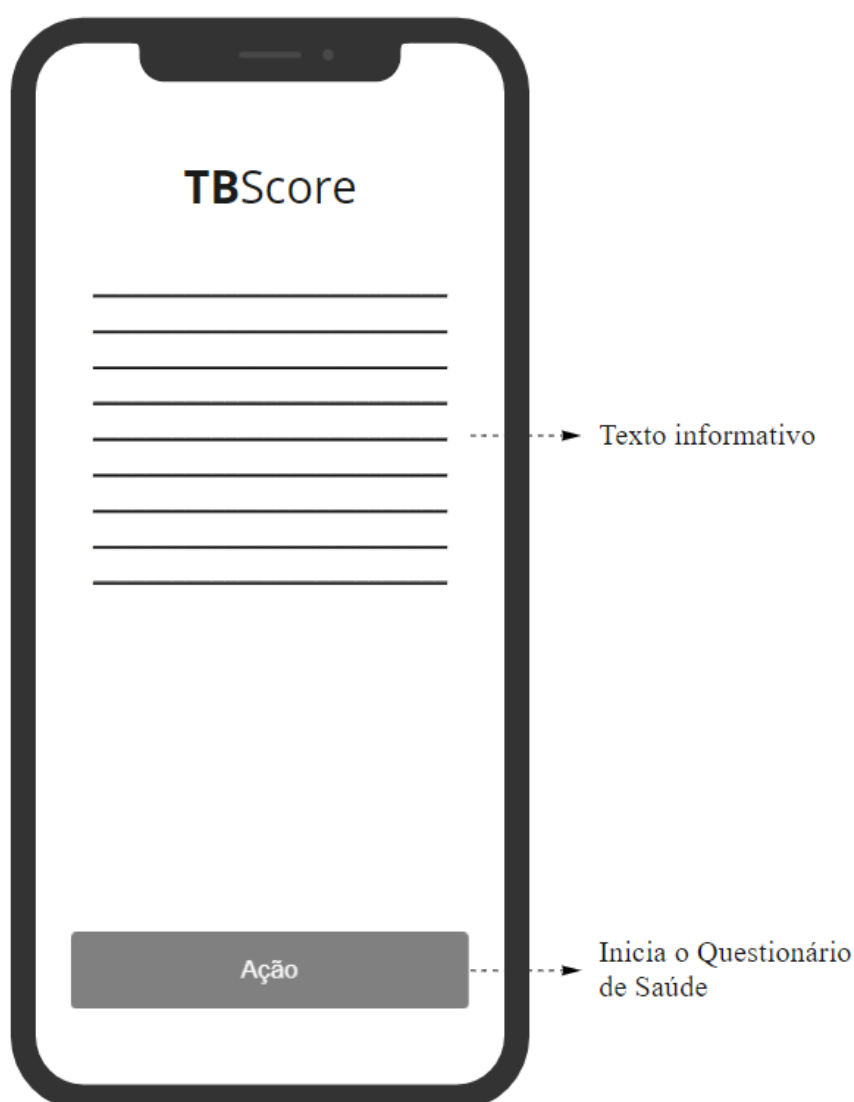 TBScore
Texto informativo
Ação
Inicia o Questionário
de Saúde